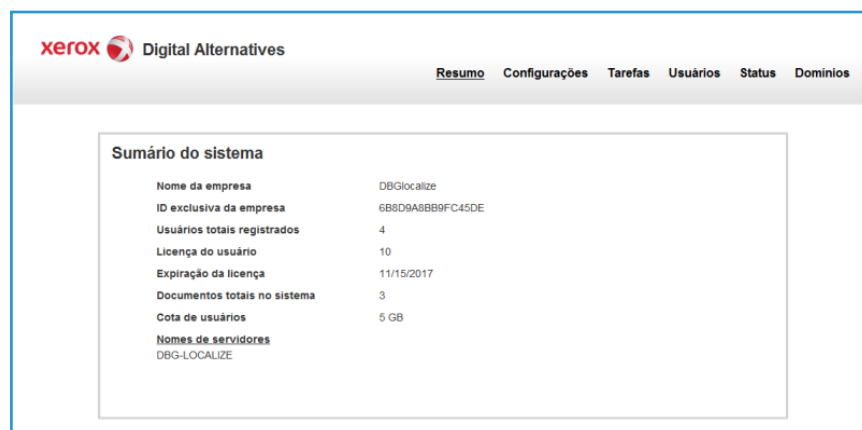 xerox Digital Alternatives
Resumo Configurações Tarefas Usuários Status Domínios
Sumário do sistema
Nome da empresa DBGlocalize
ID exclusiva da empresa 6B8D9A8BB9FC45DE
Usuários totais registrados 4
Licença do usuário 10
Expiração da licença 11/15/2017
Documentos totais no sistema 3
Cota de usuários 5 GB
Nomes de servidores
DBG-LOCALIZE